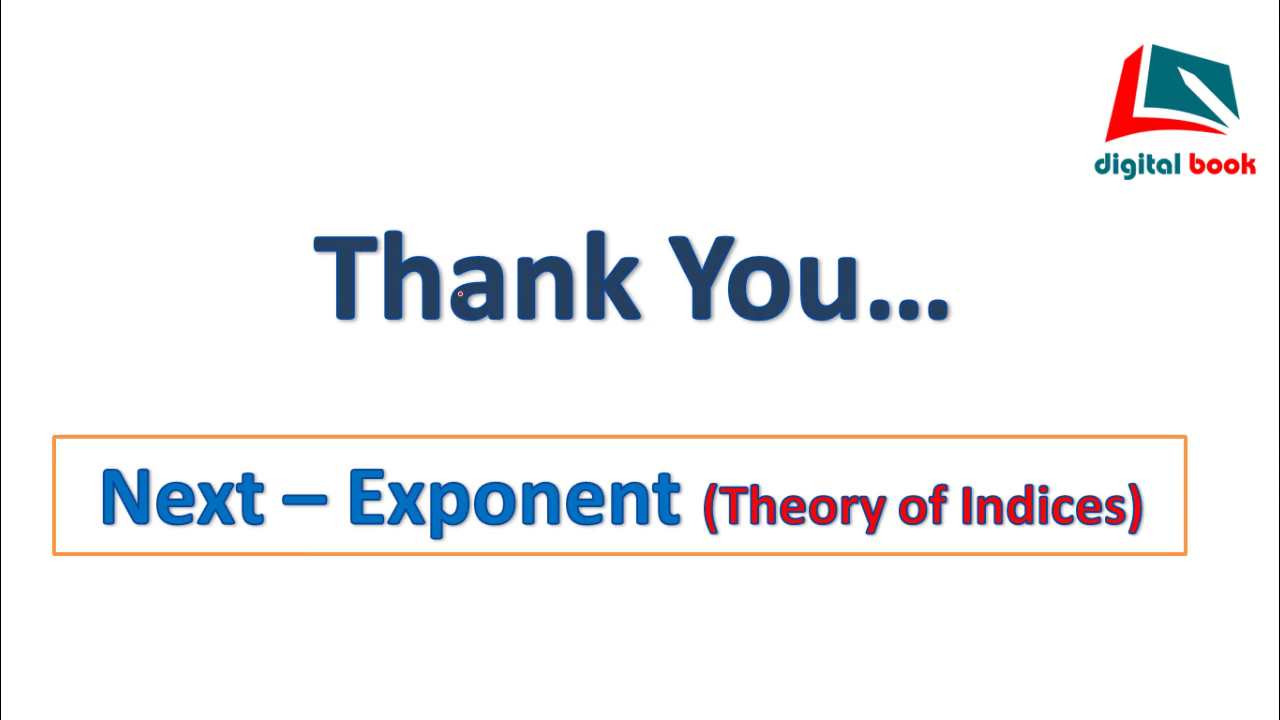 digital book
Thank You...
Next – Exponent (Theory of Indices)